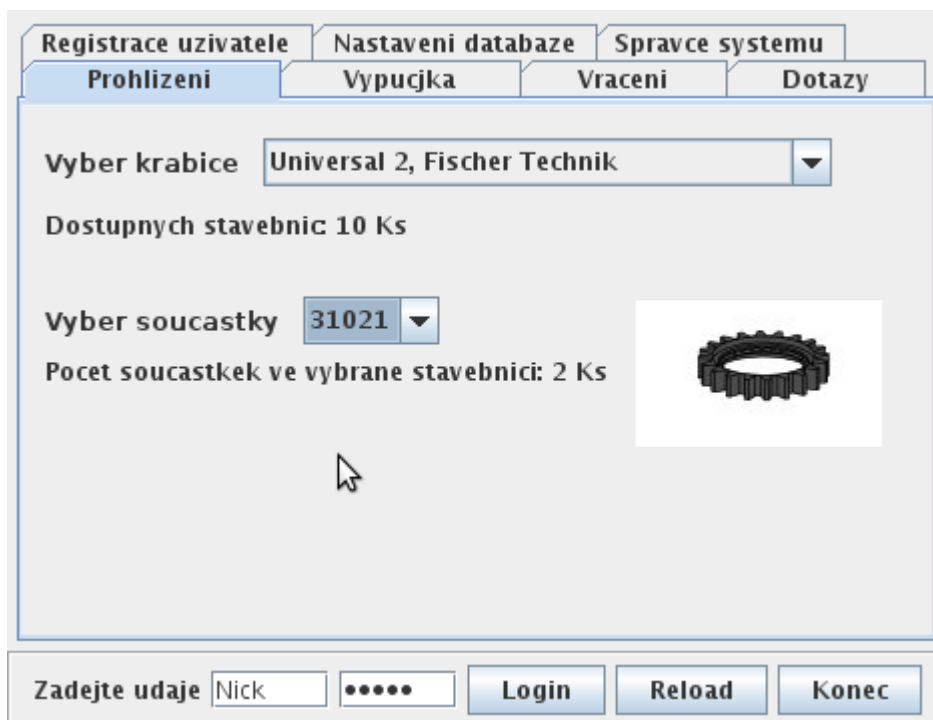 Registrace uzivatele Nastaveni databaze Spravce systemu
Prohlizeni Vypucjka Vraceni Dotazy
Vyber krabice Universal 2, Fischer Technik
Dostupnych stavebnic: 10 Ks
Vyber soucastky 31021
Pocet soucastkek ve vybrane stavebnici: 2 Ks
Zadejte udaje Nick ••••• Login Reload Konec